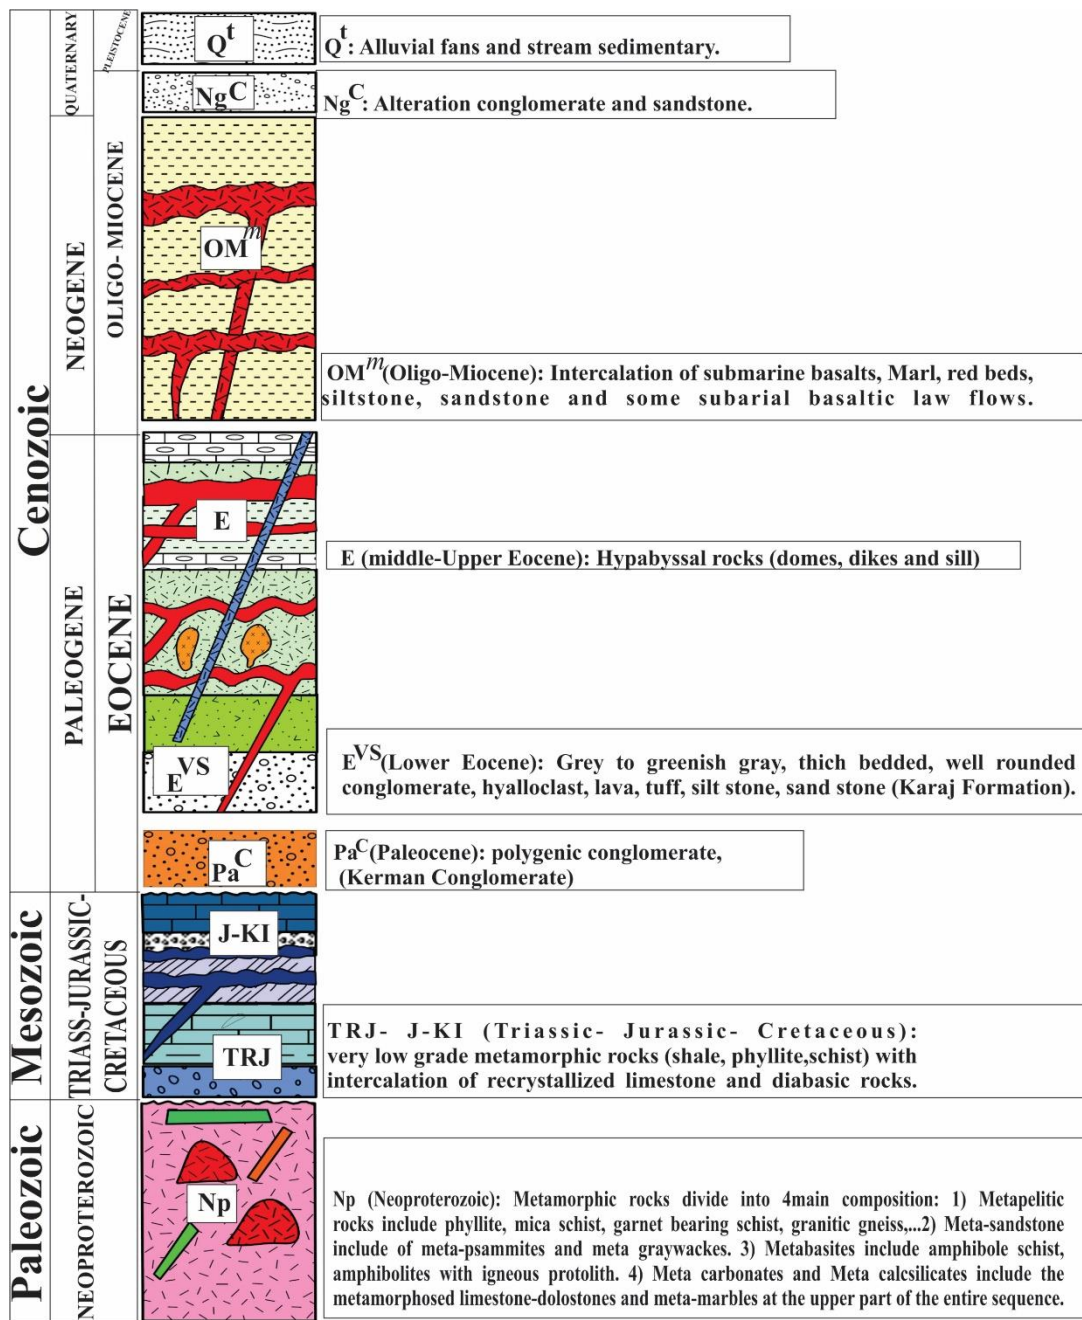 Cenozoic
Mesozoic
Paleozoic
QUATERNARY
NEOGENE
PALEOGENE
TRIASS-JURASSIC-
CRETACEOUS
NEOPROTEROZOIC
PLEISTOCENE
OLIGO- MIOCENE
EOCENE
Qt
Qt: Alluvial fans and stream sedimentary.
NgC
NgC: Alteration conglomerate and sandstone.
OMm
OMm(Oligo-Miocene): Intercalation of submarine basalts, Marl, red beds,
siltstone, sandstone and some subarial basaltic law flows.
E
E (middle-Upper Eocene): Hypabyssal rocks (domes, dikes and sill)
EVS
EVS(Lower Eocene): Grey to greenish gray, thich bedded, well rounded
conglomerate, hyalloclast, lava, tuff, silt stone, sand stone (Karaj Formation).
PaC
PaC(Paleocene): polygenic conglomerate,
(Kerman Conglomerate)
J-KI
TRJ
TRJ- J-KI (Triassic- Jurassic- Cretaceous):
very low grade metamorphic rocks (shale, phyllite,schist) with
intercalation of recrystallized limestone and diabasic rocks.
Np
Np (Neoproterozoic): Metamorphic rocks divide into 4main composition: 1) Metapelitic
rocks include phyllite, mica schist, garnet bearing schist, granitic gneiss,...2) Meta-sandstone
include of meta-psammites and meta graywackes. 3) Metabasites include amphibole schist,
amphibolites with igneous protolith. 4) Meta carbonates and Meta calcsilicates include the
metamorphosed limestone-dolostones and meta-marbles at the upper part of the entire sequence.